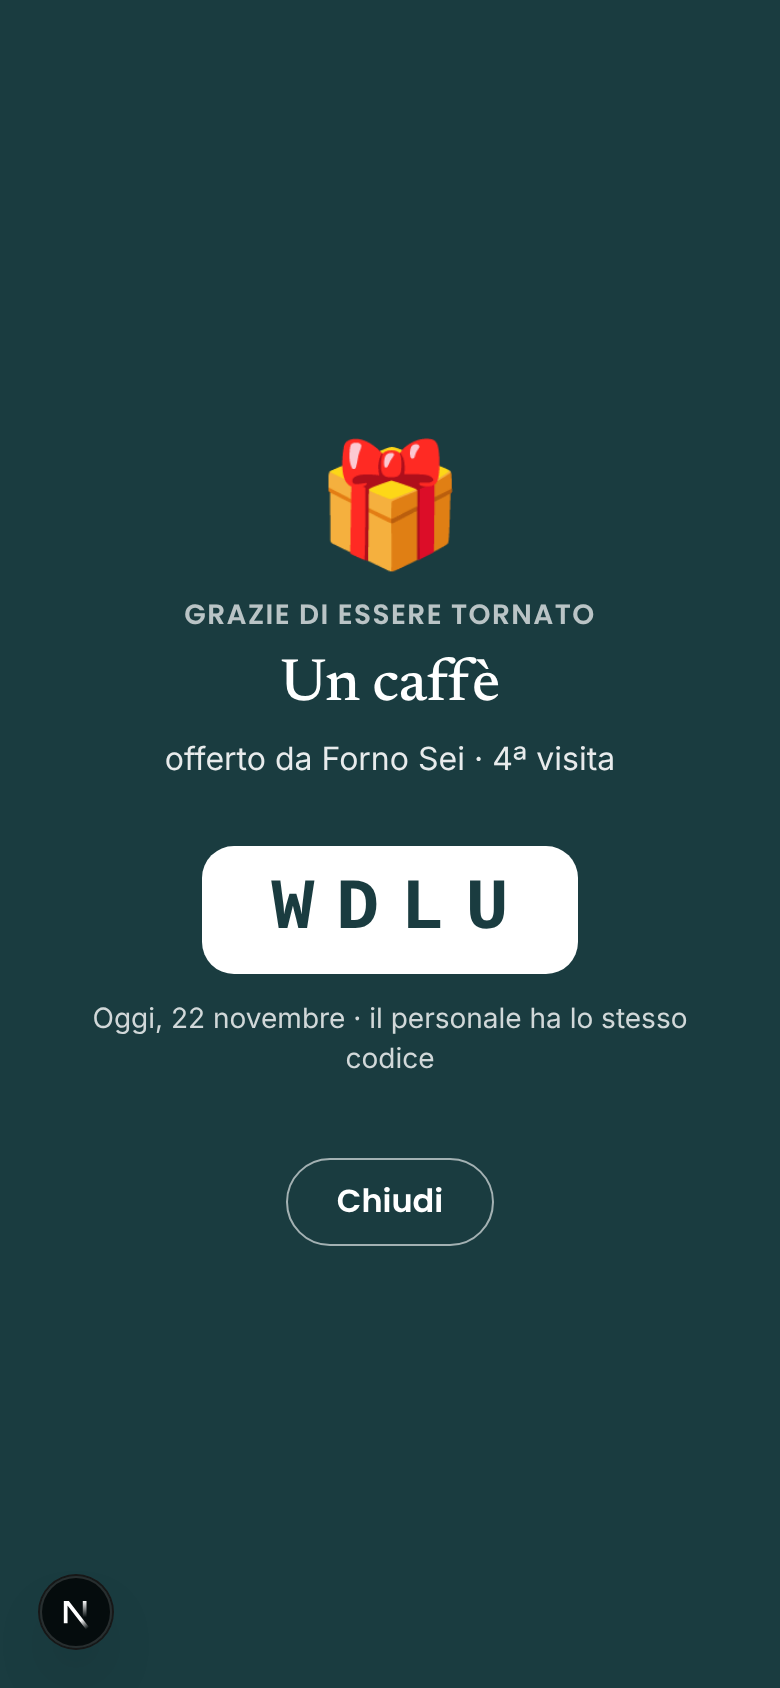 GRAZIE DI ESSERE TORNATO
Un caffè
offerto da Forno Sei · 4ª visita
WDLU
Oggi, 22 novembre · il personale ha lo stesso
codice
Chiudi
N